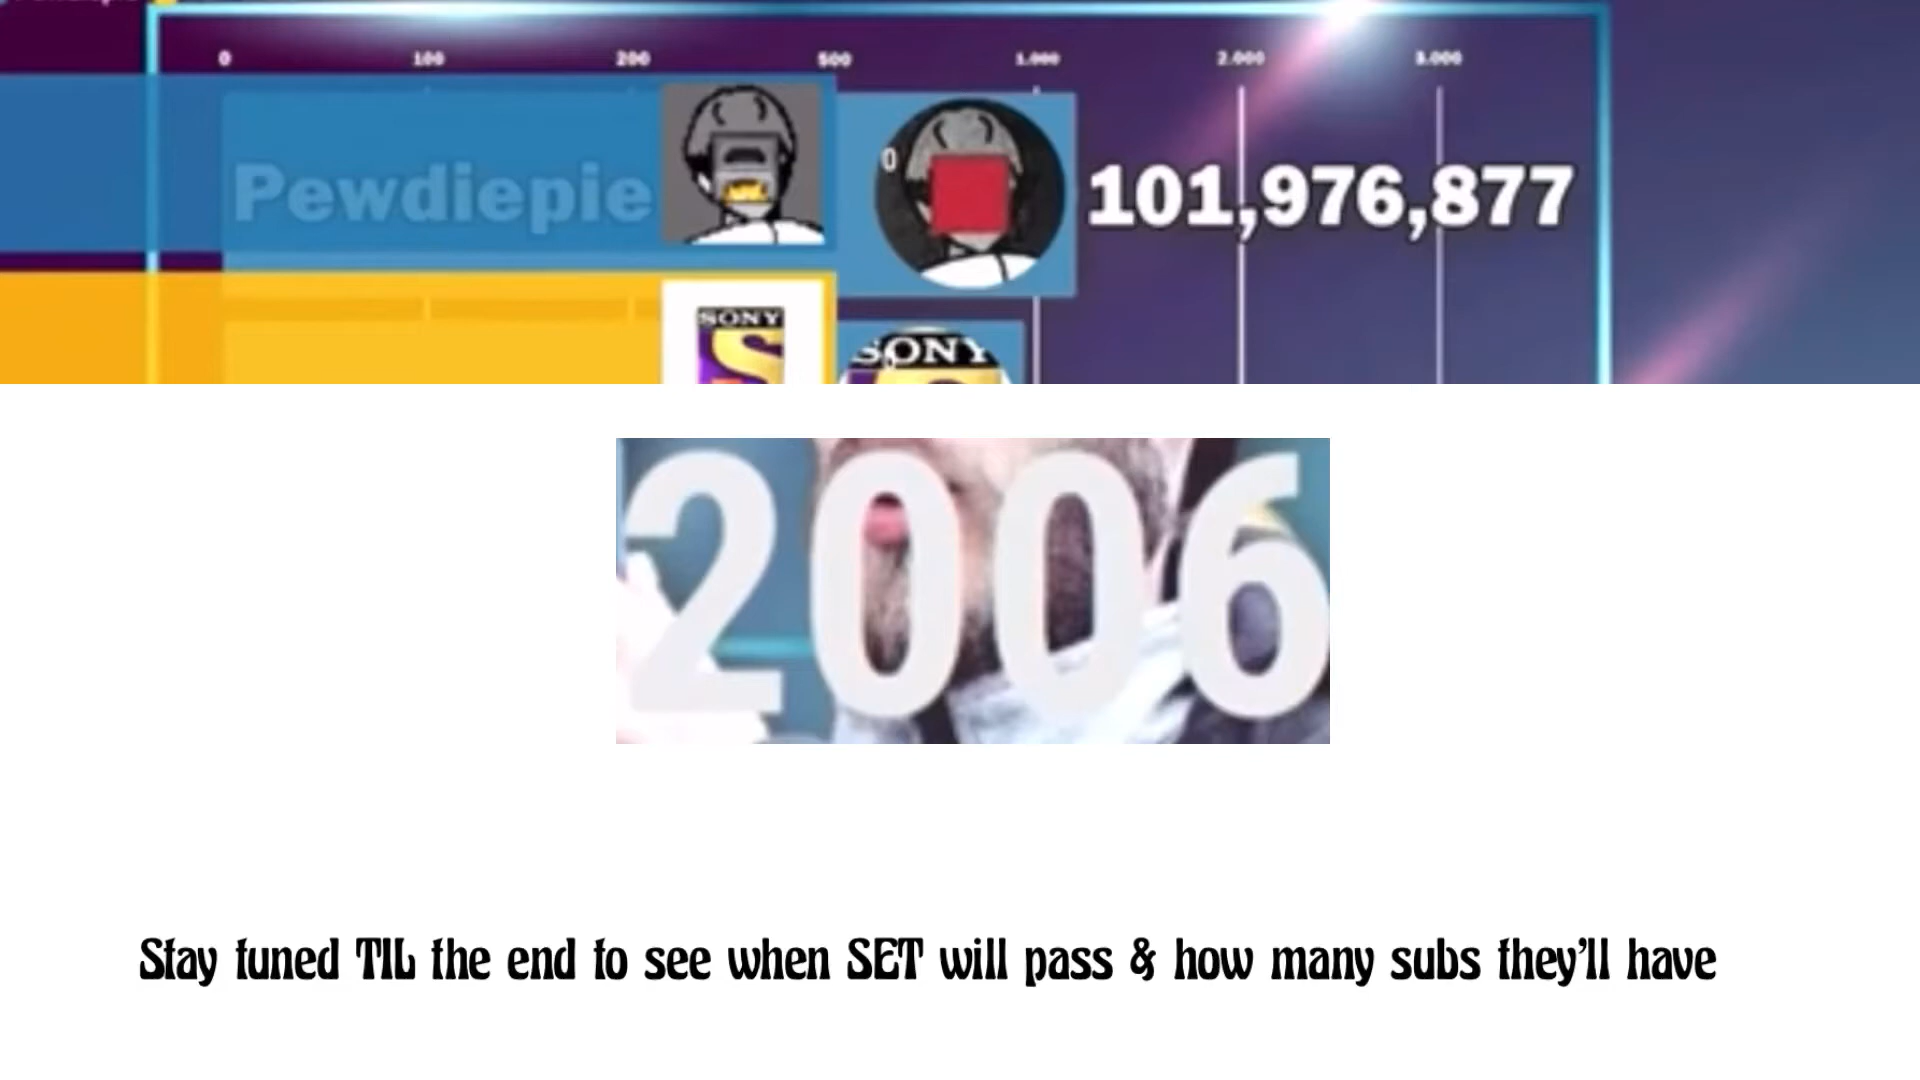 0 100 200 500 1.000 2.000 3.000
Pewdiepie
0
101,976,877
SONY
S
SONY
2006
Stay tuned TIL the end to see when SET will pass & how many subs they'll have